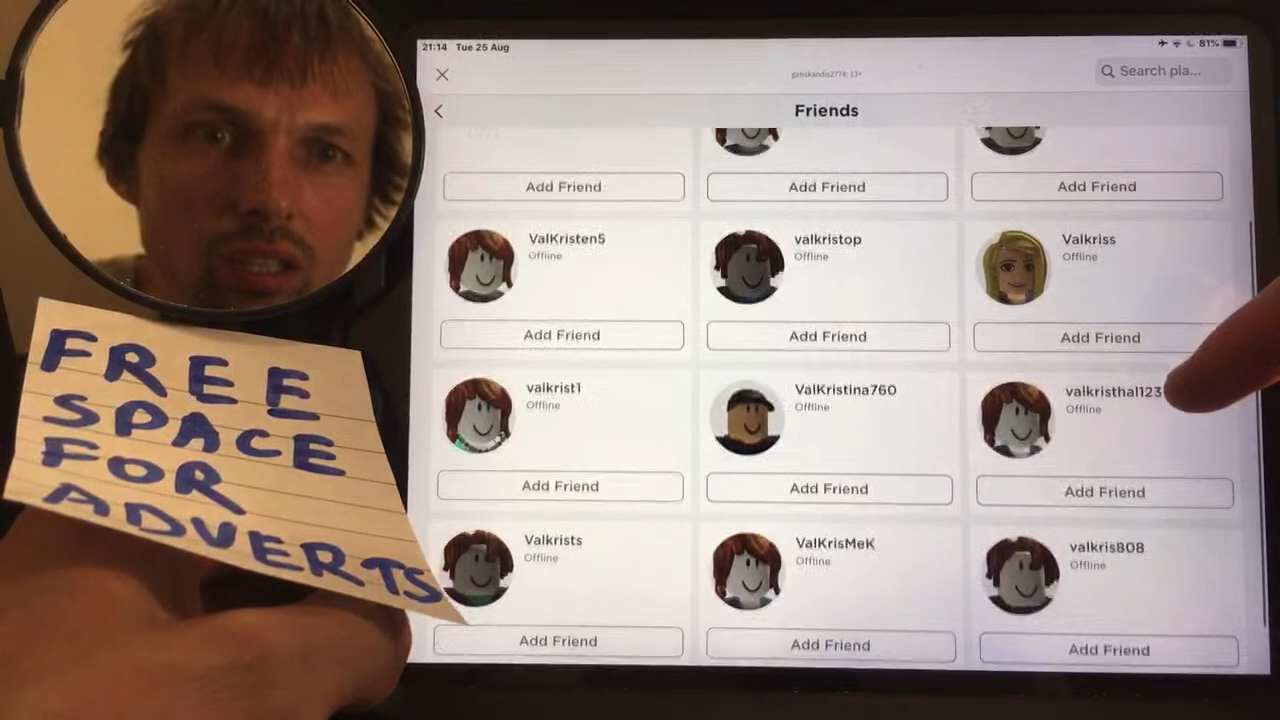 21:14 Tue 25 Aug
81%
gatiskandis2774: 13+
Search pla...
Friends
Add Friend
Add Friend
Add Friend
ValKristen5
Offline
valkristop
Offline
Valkriss
Offline
Add Friend
Add Friend
Add Friend
valkrist1
Offline
ValKristina760
Offline
valkristhal123
Offline
Add Friend
Add Friend
Add Friend
Valkrists
Offline
ValKrisMeK
Offline
valkris808
Offline
Add Friend
Add Friend
Add Friend
FREE
SPACE
FOR
ADVERTS